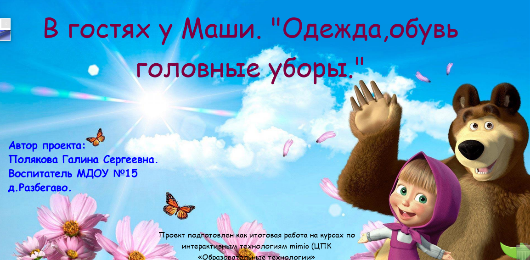 В гостях у Маши. "Одежда,обувь
головные уборы."
Автор проекта:
Полякова Галина Сергеевна.
Воспитатель МДОУ №15
д.Разбегаво.
Проект подготовлен как итоговая работа на курсах по
интерактивным технологиям mimio (ЦПК
«Образовательные технологии»